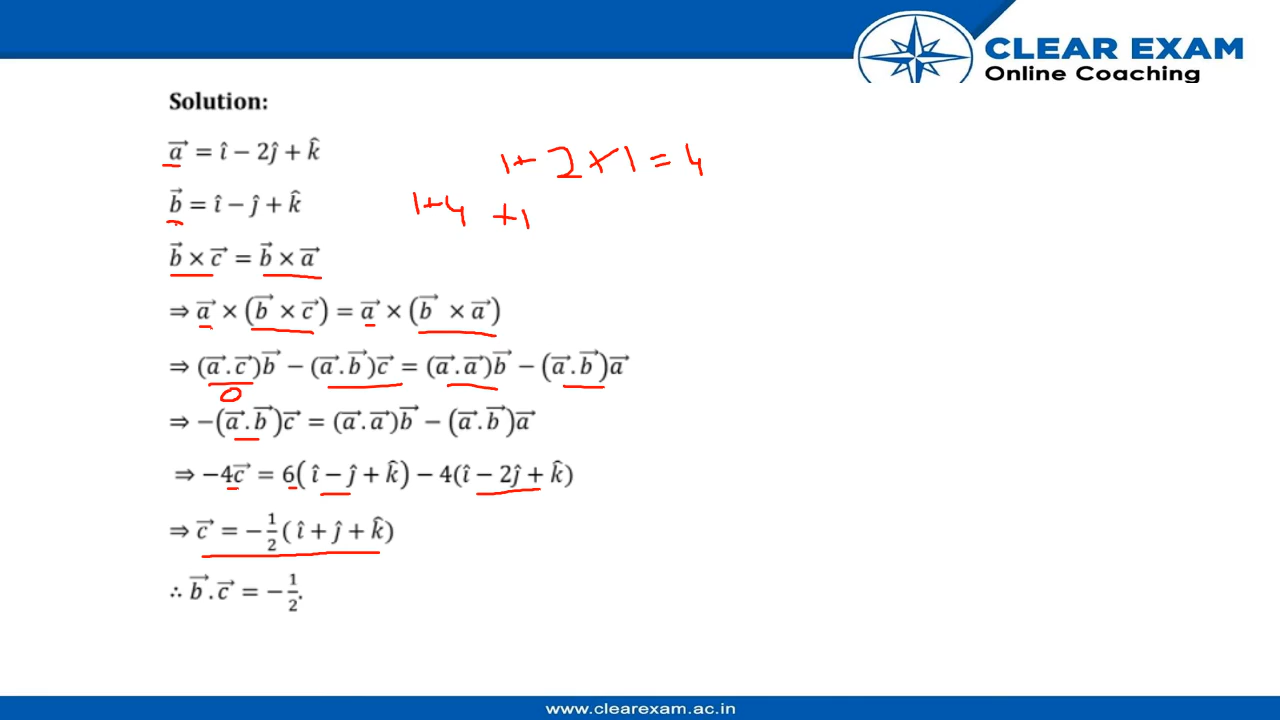 CLEAR EXAM
Online Coaching
Solution:
a⃗ = î − 2ĵ + k̂
1+ 2×1 = 4
b⃗ = î − ĵ + k̂
1+4 +1
b⃗ × c⃗ = b⃗ × a⃗
⇒ a⃗ × (b⃗ × c⃗) = a⃗ × (b⃗ × a⃗)
⇒ (a⃗.c⃗)b⃗ − (a⃗.b⃗)c⃗ = (a⃗.a⃗)b⃗ − (a⃗.b⃗)a⃗
0
⇒ −(a⃗.b⃗)c⃗ = (a⃗.a⃗)b⃗ − (a⃗.b⃗)a⃗
⇒ −4c⃗ = 6(î − ĵ + k̂) − 4(î − 2ĵ + k̂)
⇒ c⃗ = −1/2(î + ĵ + k̂)
∴ b⃗.c⃗ = −1/2.
www.clearexam.ac.in